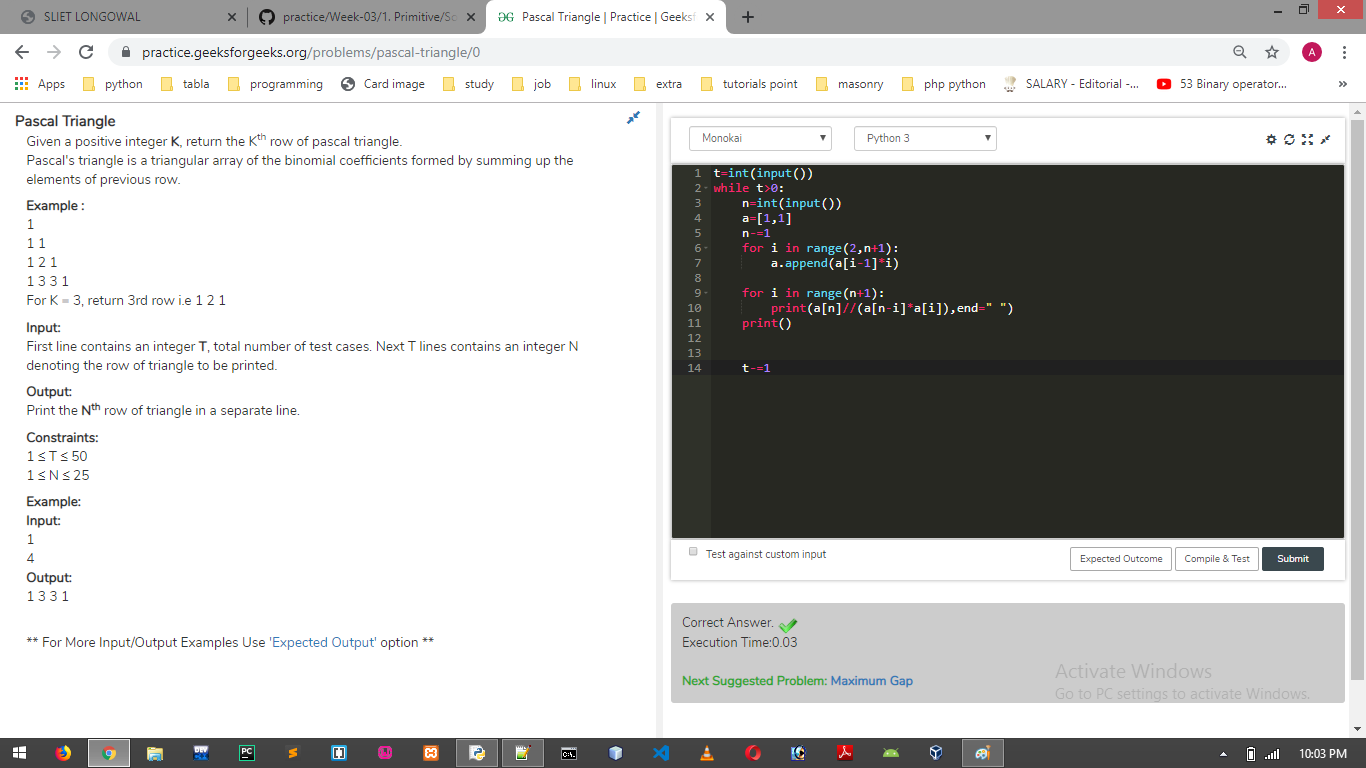 SLIET LONGOWAL
practice/Week-03/1. Primitive/So
Pascal Triangle | Practice | Geeksf
practice.geeksforgeeks.org/problems/pascal-triangle/0
A
Apps python tabla programming Card image study job linux extra tutorials point masonry php python SALARY - Editorial -... 53 Binary operator... »
Pascal Triangle
Given a positive integer K, return the Kth row of pascal triangle.
Pascal's triangle is a triangular array of the binomial coefficients formed by summing up the
elements of previous row.
Example :
1
1 1
1 2 1
1 3 3 1
For K = 3, return 3rd row i.e 1 2 1
Input:
First line contains an integer T, total number of test cases. Next T lines contains an integer N
denoting the row of triangle to be printed.
Output:
Print the Nth row of triangle in a separate line.
Constraints:
1 ≤ T ≤ 50
1 ≤ N ≤ 25
Example:
Input:
1
4
Output:
1 3 3 1
** For More Input/Output Examples Use 'Expected Output' option **
Monokai Python 3
1 t=int(input())
2 while t>0:
3 n=int(input())
4 a=[1,1]
5 n-=1
6 for i in range(2,n+1):
7 a.append(a[i-1]*i)
8
9 for i in range(n+1):
10 print(a[n]//(a[n-i]*a[i]),end=" ")
11 print()
12
13
14 t-=1
Test against custom input
Expected Outcome Compile & Test Submit
Correct Answer.
Execution Time:0.03
Next Suggested Problem: Maximum Gap
Activate Windows
Go to PC settings to activate Windows.
10:03 PM